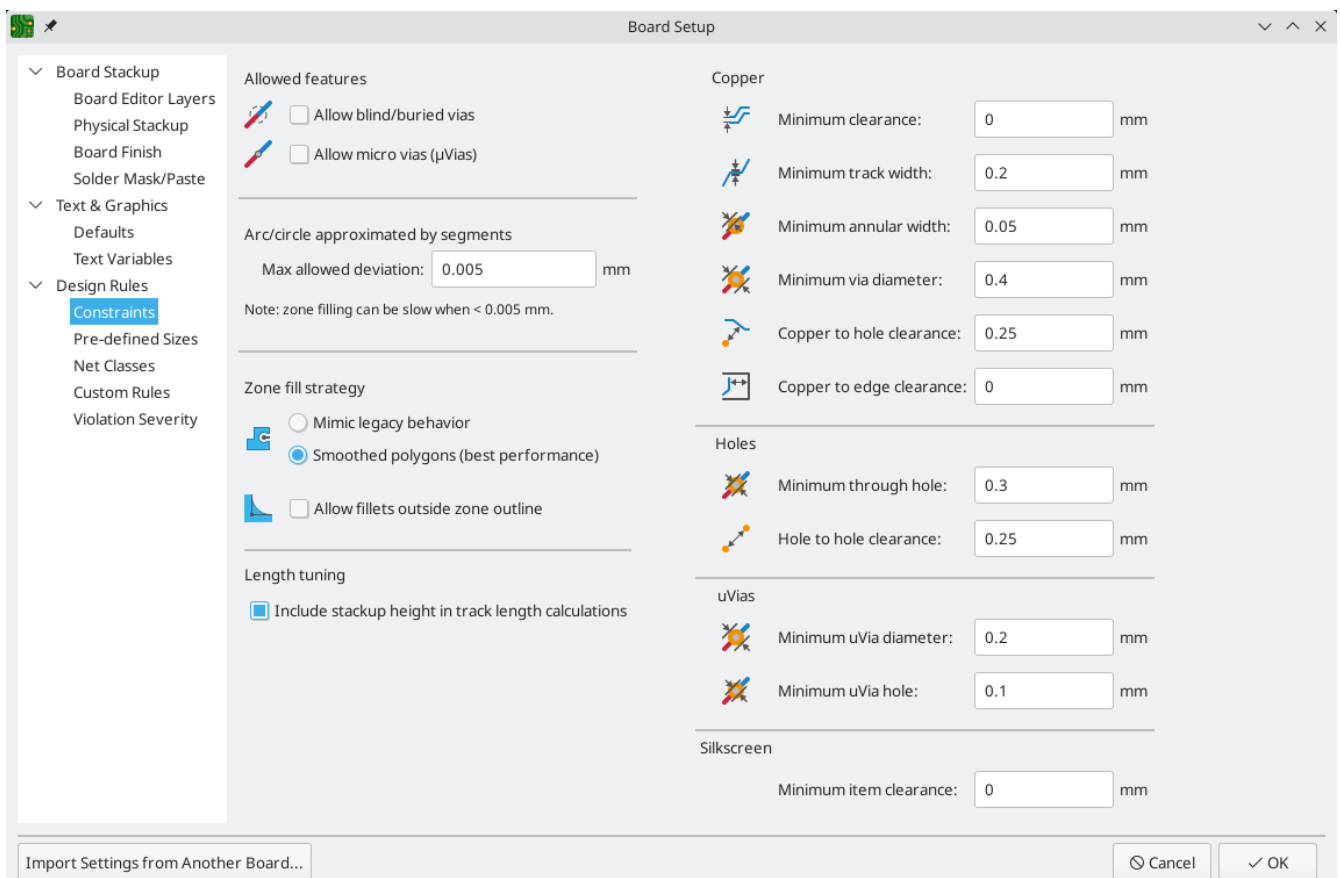 Board Setup
Board Stackup
Board Editor Layers
Physical Stackup
Board Finish
Solder Mask/Paste
Text & Graphics
Defaults
Text Variables
Design Rules
Constraints
Pre-defined Sizes
Net Classes
Custom Rules
Violation Severity
Allowed features
Allow blind/buried vias
Allow micro vias (µVias)
Arc/circle approximated by segments
Max allowed deviation: 0.005 mm
Note: zone filling can be slow when < 0.005 mm.
Zone fill strategy
Mimic legacy behavior
Smoothed polygons (best performance)
Allow fillets outside zone outline
Length tuning
Include stackup height in track length calculations
Copper
Minimum clearance: 0 mm
Minimum track width: 0.2 mm
Minimum annular width: 0.05 mm
Minimum via diameter: 0.4 mm
Copper to hole clearance: 0.25 mm
Copper to edge clearance: 0 mm
Holes
Minimum through hole: 0.3 mm
Hole to hole clearance: 0.25 mm
uVias
Minimum uVia diameter: 0.2 mm
Minimum uVia hole: 0.1 mm
Silkscreen
Minimum item clearance: 0 mm
Import Settings from Another Board...
Cancel
OK